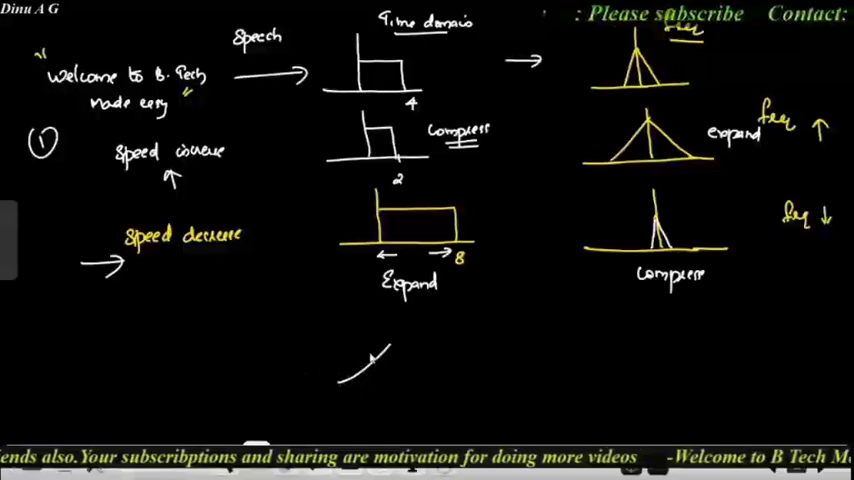 Dinu A G
: Please subscribe Contact:
Time domain
freq
Speech
" Welcome to B. Tech
made easy "
4
①
compress
expand
freq ↑
Speed increase
2
Speed decrease
freq ↓
8
Expand
compress
ends also.Your subscribptions and sharing are motivation for doing more videos -Welcome to B Tech M